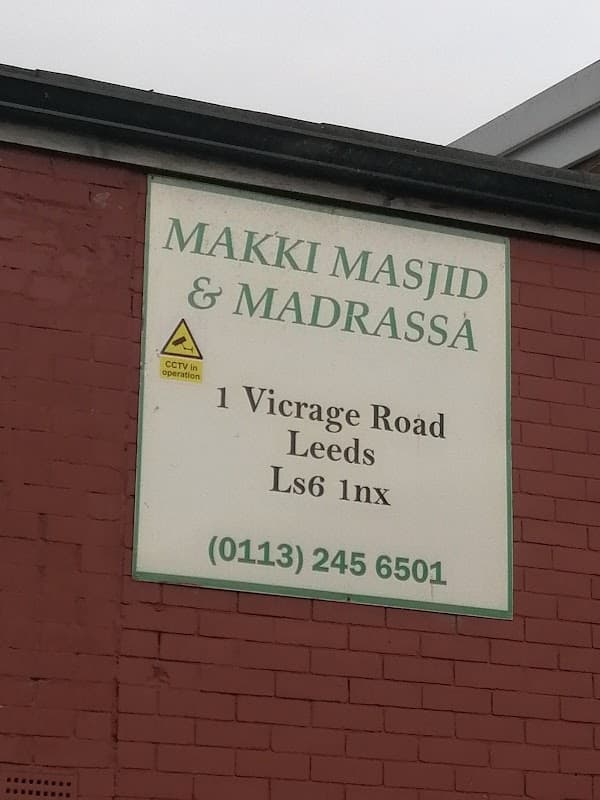 MAKKI MASJID
& MADRASSA
CCTV in
operation
1 Vicrage Road
Leeds
Ls6 1nx
(0113) 245 6501